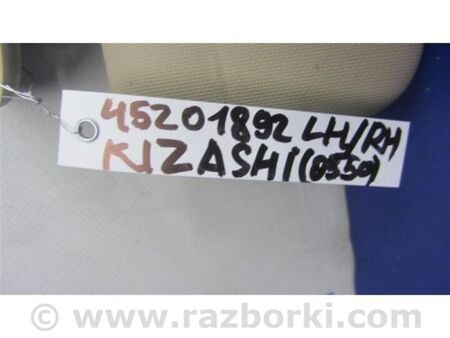 45201892 LH/RH
KIZASHI (0550)
© www.razborki.com